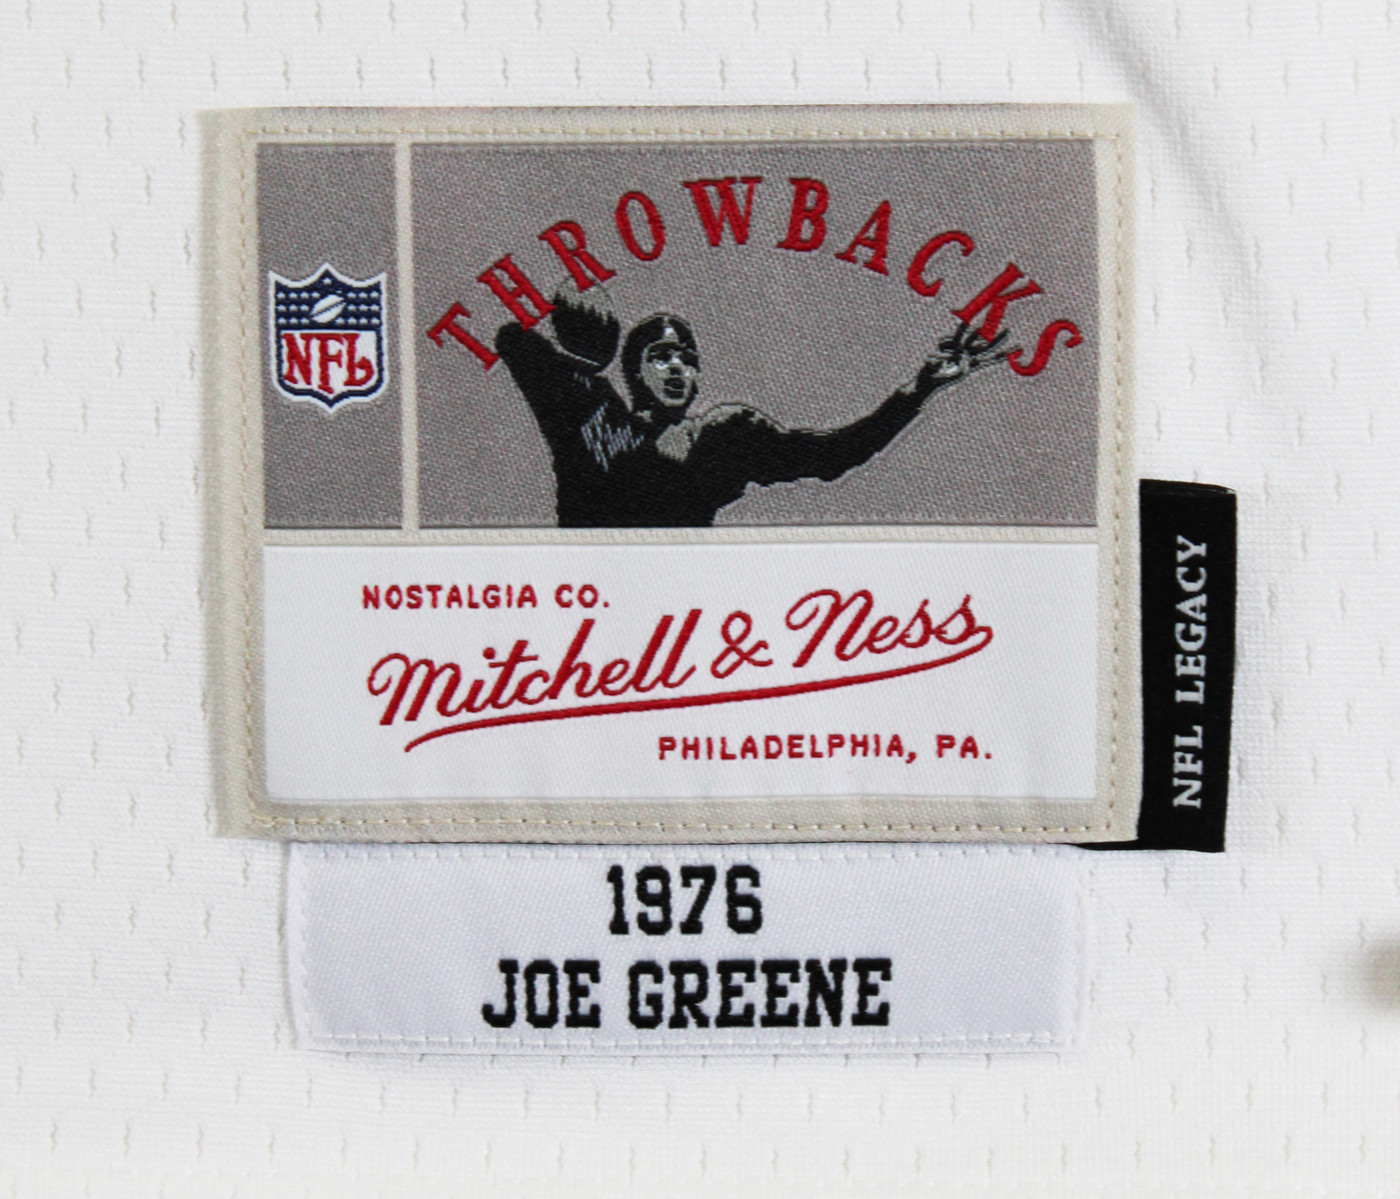 THROWBACKS
NFL
NOSTALGIA CO.
Mitchell & Ness
PHILADELPHIA, PA.
NFL LEGACY
1976
JOE GREENE